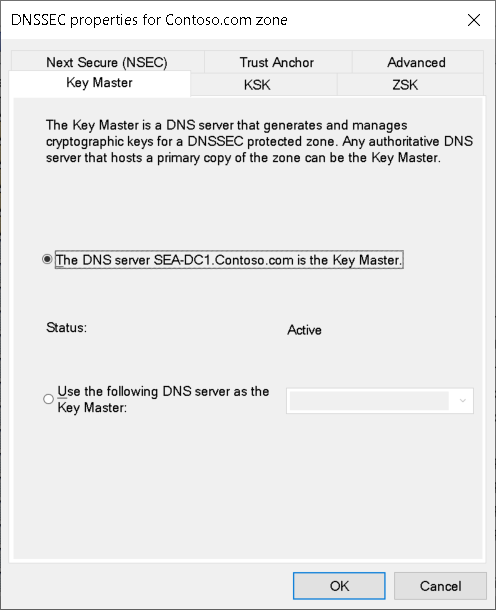 DNSSEC properties for Contoso.com zone
Next Secure (NSEC)
Trust Anchor
Advanced
Key Master
KSK
ZSK
The Key Master is a DNS server that generates and manages
cryptographic keys for a DNSSEC protected zone. Any authoritative DNS
server that hosts a primary copy of the zone can be the Key Master.
The DNS server SEA-DC1.Contoso.com is the Key Master.
Status:
Active
Use the following DNS server as the
Key Master:
OK
Cancel